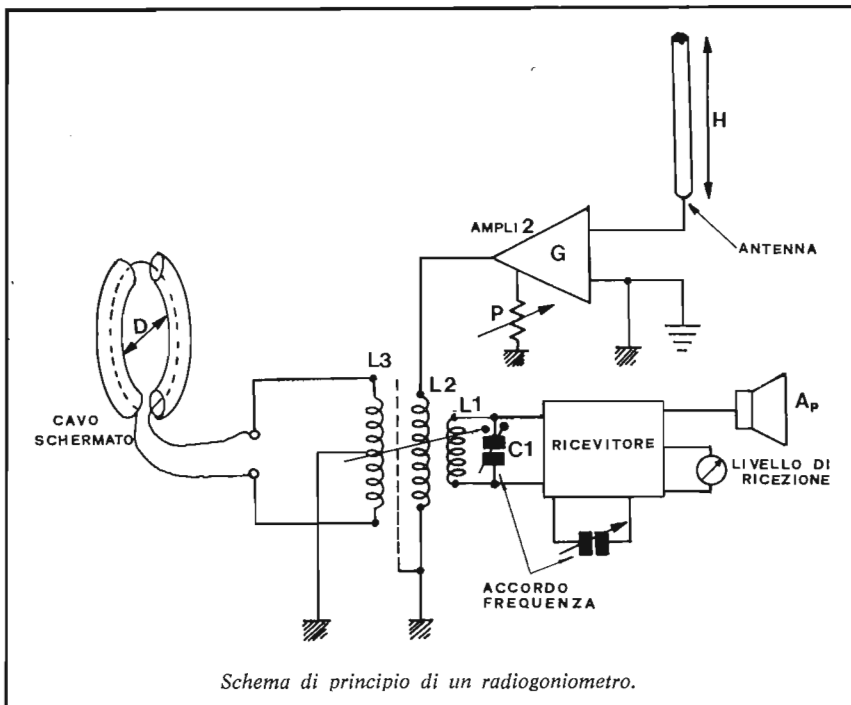 H
AMPLI 2
G
ANTENNA
P
D
L3
L2
L1
CAVO
SCHERMATO
C1
RICEVITORE
Ap
LIVELLO DI
RICEZIONE
ACCORDO
FREQUENZA
Schema di principio di un radiogoniometro.